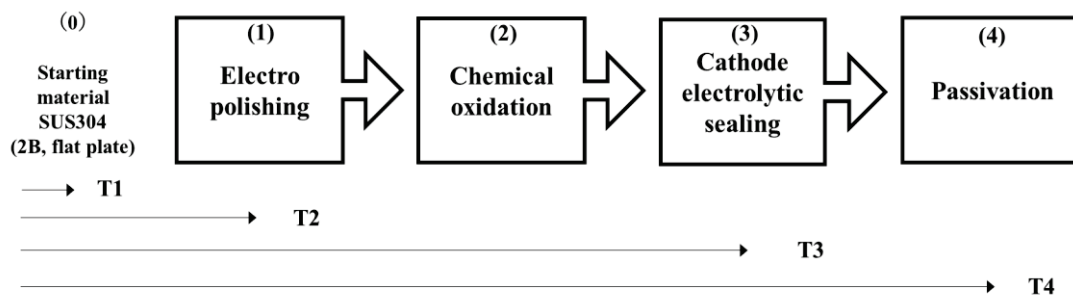 (0)
Starting
material
SUS304
(2B, flat plate)
(1)
Electro
polishing
(2)
Chemical
oxidation
(3)
Cathode
electrolytic
sealing
(4)
Passivation
T1
T2
T3
T4